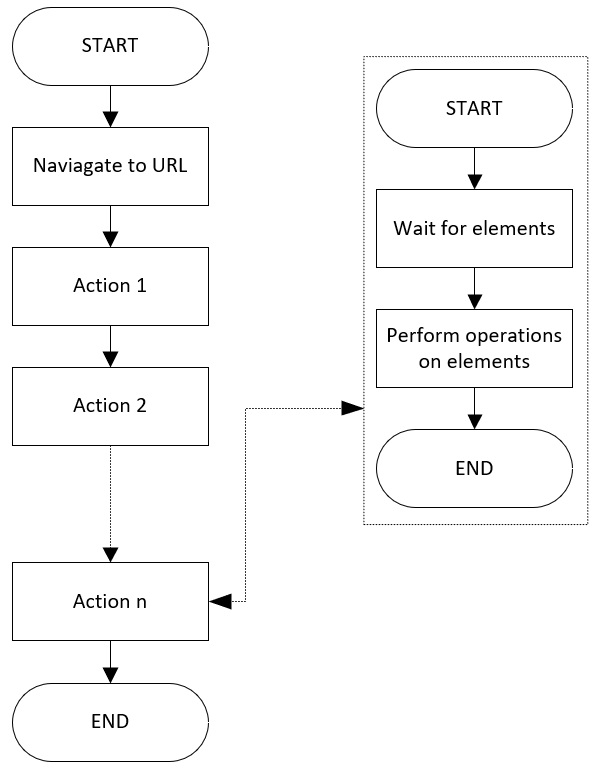 START
Naviagate to URL
Action 1
Action 2
Action n
END
START
Wait for elements
Perform operations
on elements
END